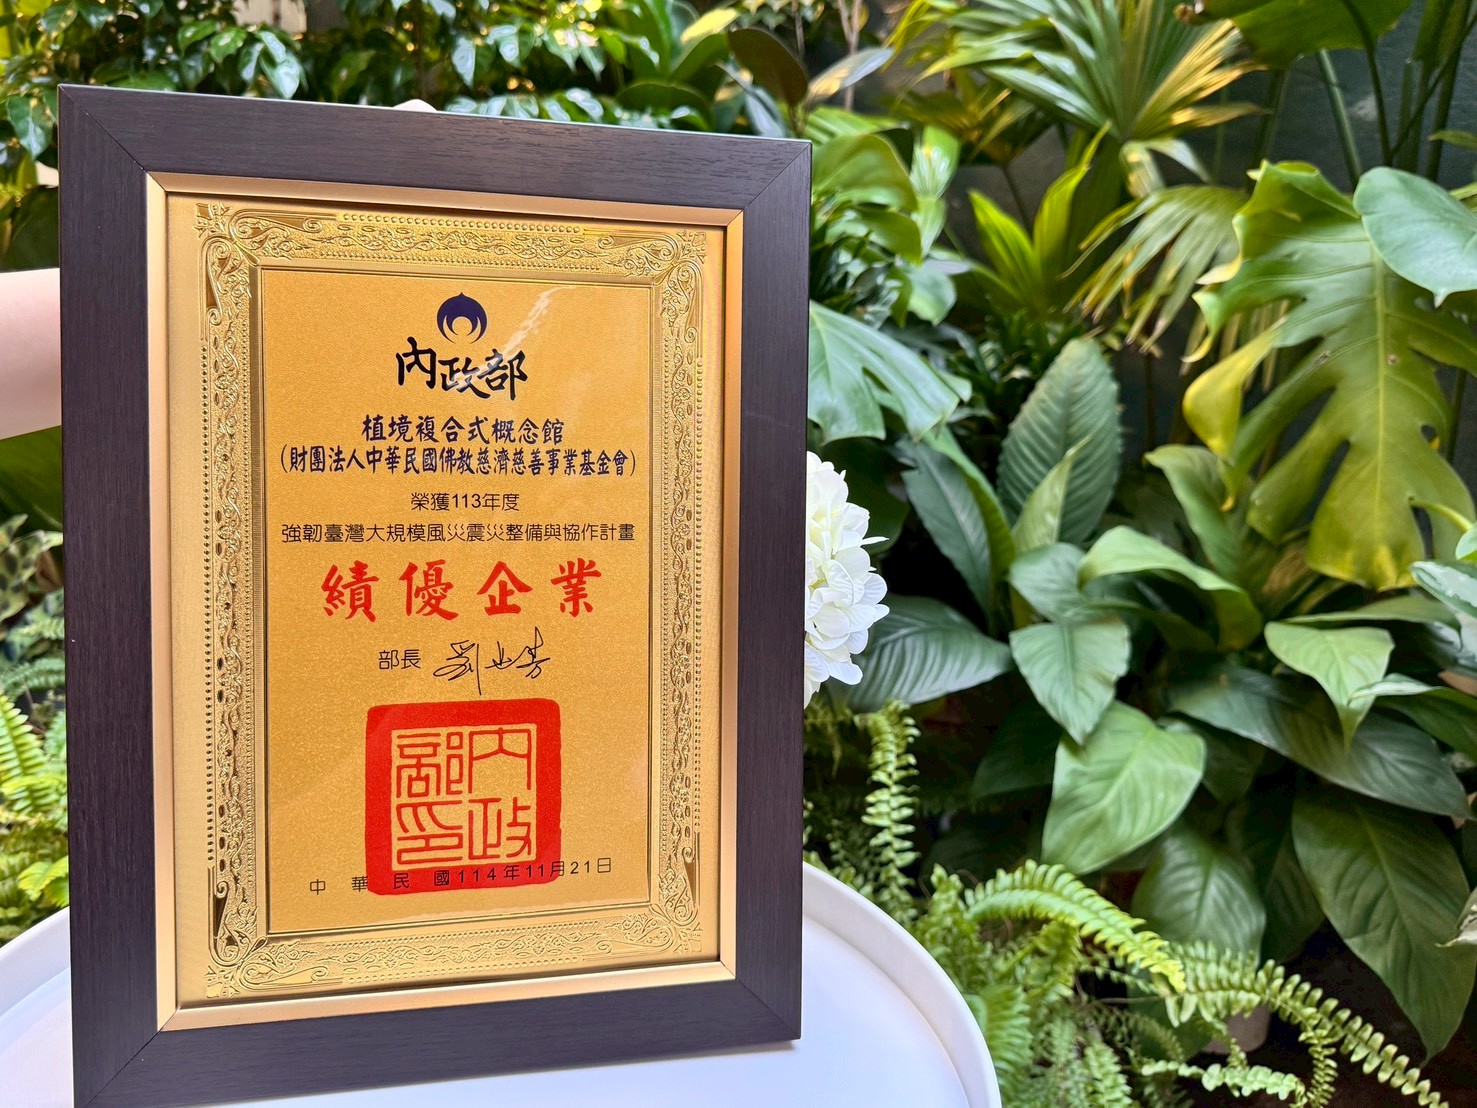 內政部
植境複合式概念館
(財團法人中華民國佛教慈濟慈善事業基金會)
榮獲113年度
強韌臺灣大規模風災震災整備與協作計畫
績優企業
部長 劉世芳
內政部印
中華民國114年11月21日